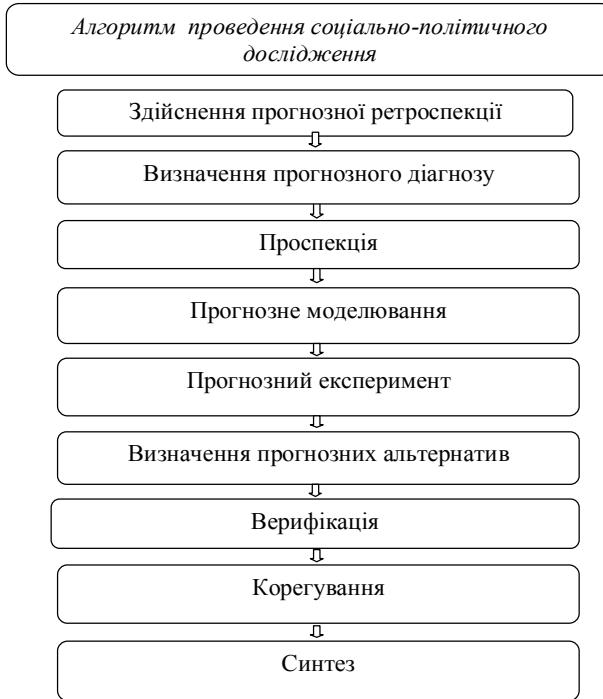 Алгоритм проведення соціально-політичного
дослідження
Здійснення прогнозної ретроспекції
Визначення прогнозного діагнозу
Проспекція
Прогнозне моделювання
Прогнозний експеримент
Визначення прогнозних альтернатив
Верифікація
Корегування
Синтез